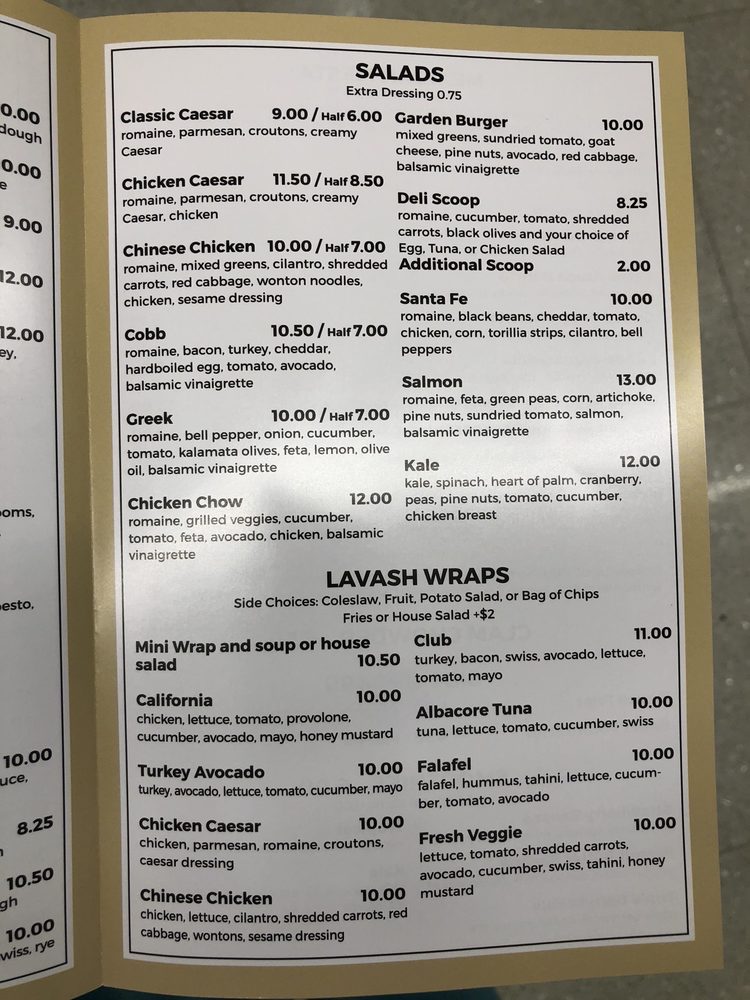 0.00
dough
0.00
e
9.00
12.00
12.00
ey,
ooms,
esto,
10.00
uce,
8.25
10.50
gh
10.00
wiss, rye
SALADS
Extra Dressing 0.75
Classic Caesar 9.00 / Half 6.00
romaine, parmesan, croutons, creamy
Caesar
Chicken Caesar 11.50 / Half 8.50
romaine, parmesan, croutons, creamy
Caesar, chicken
Chinese Chicken 10.00 / Half 7.00
romaine, mixed greens, cilantro, shredded
carrots, red cabbage, wonton noodles,
chicken, sesame dressing
Cobb 10.50 / Half 7.00
romaine, bacon, turkey, cheddar,
hardboiled egg, tomato, avocado,
balsamic vinaigrette
Greek 10.00 / Half 7.00
romaine, bell pepper, onion, cucumber,
tomato, kalamata olives, feta, lemon, olive
oil, balsamic vinaigrette
Chicken Chow 12.00
romaine, grilled veggies, cucumber,
tomato, feta, avocado, chicken, balsamic
vinaigrette
Garden Burger 10.00
mixed greens, sundried tomato, goat
cheese, pine nuts, avocado, red cabbage,
balsamic vinaigrette
Deli Scoop 8.25
romaine, cucumber, tomato, shredded
carrots, black olives and your choice of
Egg, Tuna, or Chicken Salad
Additional Scoop 2.00
Santa Fe 10.00
romaine, black beans, cheddar, tomato,
chicken, corn, torillia strips, cilantro, bell
peppers
Salmon 13.00
romaine, feta, green peas, corn, artichoke,
pine nuts, sundried tomato, salmon,
balsamic vinaigrette
Kale 12.00
kale, spinach, heart of palm, cranberry,
peas, pine nuts, tomato, cucumber,
chicken breast
LAVASH WRAPS
Side Choices: Coleslaw, Fruit, Potato Salad, or Bag of Chips
Fries or House Salad +$2
Mini Wrap and soup or house
salad 10.50
California 10.00
chicken, lettuce, tomato, provolone,
cucumber, avocado, mayo, honey mustard
Turkey Avocado 10.00
turkey, avocado, lettuce, tomato, cucumber, mayo
Chicken Caesar 10.00
chicken, parmesan, romaine, croutons,
caesar dressing
Chinese Chicken 10.00
chicken, lettuce, cilantro, shredded carrots, red
cabbage, wontons, sesame dressing
Club 11.00
turkey, bacon, swiss, avocado, lettuce,
tomato, mayo
Albacore Tuna 10.00
tuna, lettuce, tomato, cucumber, swiss
Falafel 10.00
falafel, hummus, tahini, lettuce, cucum-
ber, tomato, avocado
Fresh Veggie 10.00
lettuce, tomato, shredded carrots,
avocado, cucumber, swiss, tahini, honey
mustard